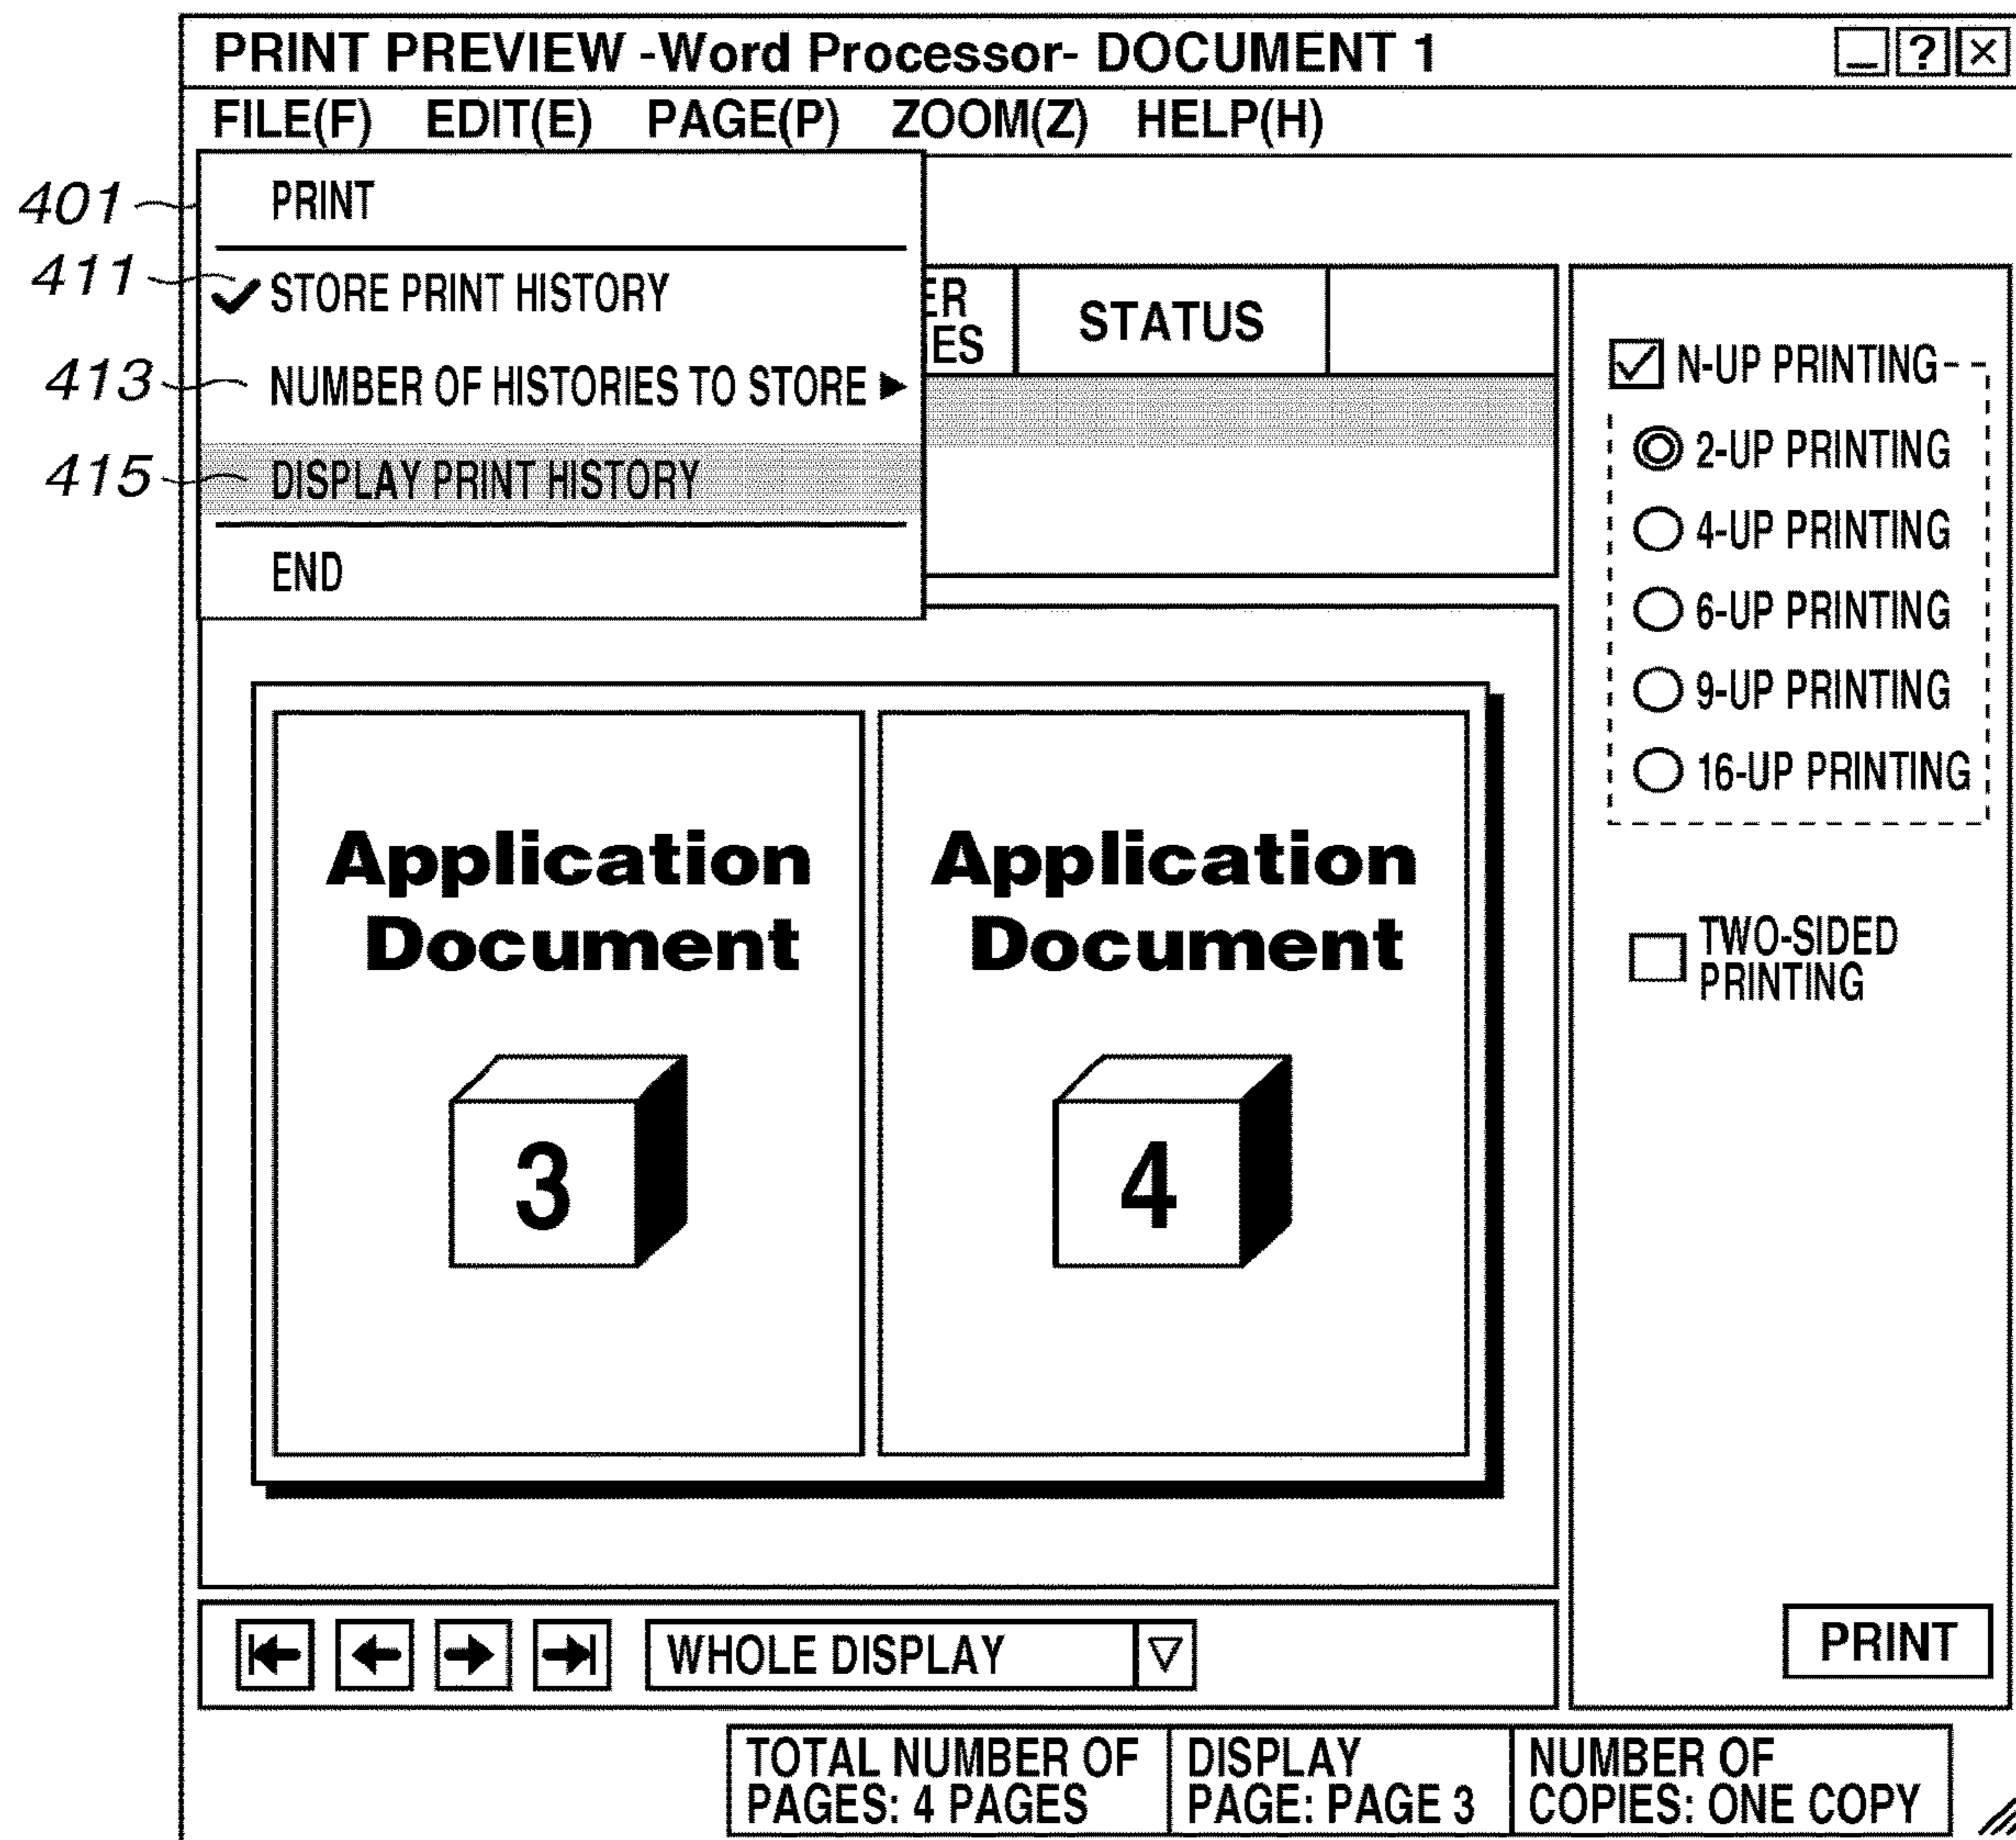 PRINT PREVIEW -Word Processor- DOCUMENT 1
FILE(F) EDIT(E) PAGE(P) ZOOM(Z) HELP(H)
401
PRINT
411
STORE PRINT HISTORY
413
NUMBER OF HISTORIES TO STORE
415
DISPLAY PRINT HISTORY
END
ER
ES
STATUS
N-UP PRINTING
2-UP PRINTING
4-UP PRINTING
6-UP PRINTING
9-UP PRINTING
16-UP PRINTING
TWO-SIDED
PRINTING
Application
Document
3
Application
Document
4
WHOLE DISPLAY
PRINT
TOTAL NUMBER OF
PAGES: 4 PAGES
DISPLAY
PAGE: PAGE 3
NUMBER OF
COPIES: ONE COPY